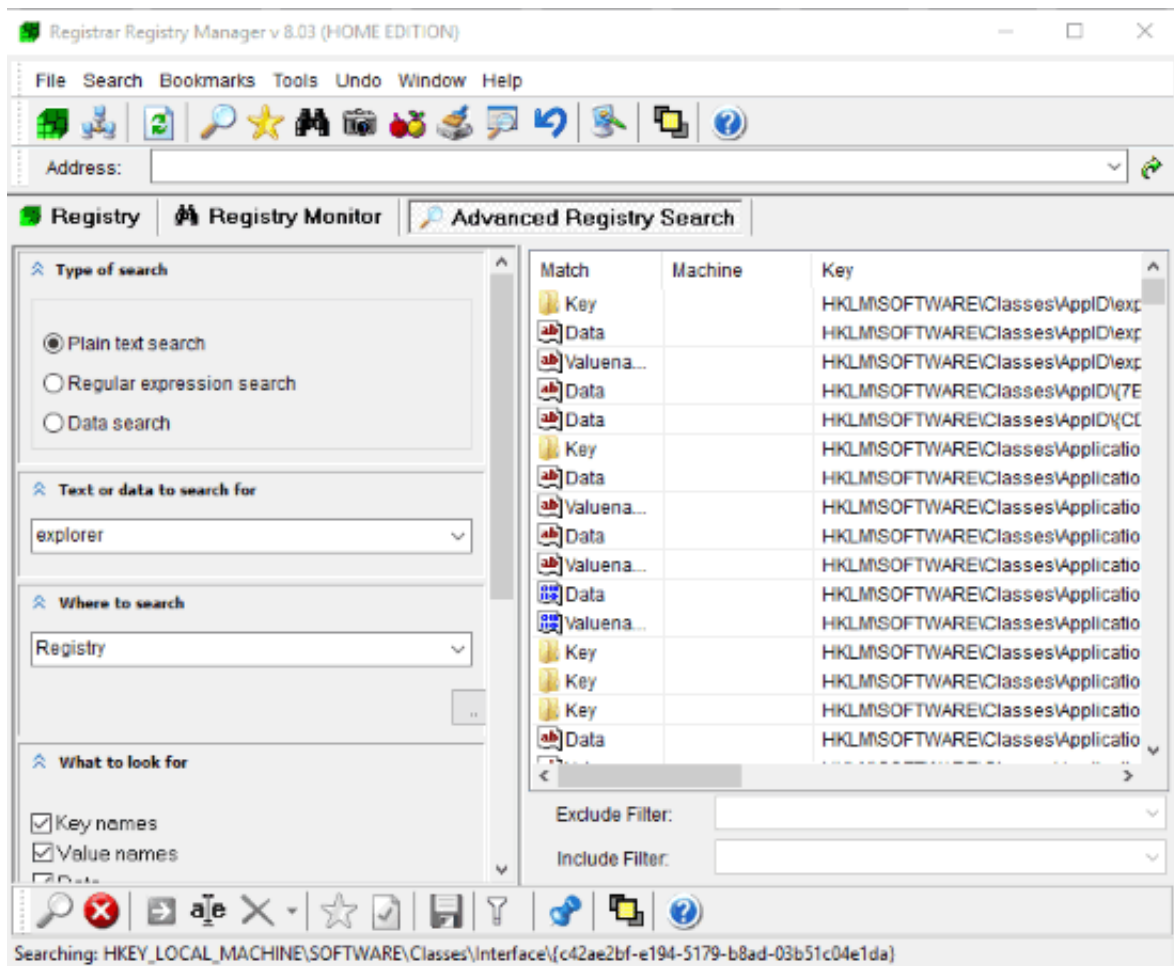 Registrar Registry Manager v 8.03 (HOME EDITION)
File Search Bookmarks Tools Undo Window Help
Address:
Registry Registry Monitor Advanced Registry Search
Type of search
Plain text search
Regular expression search
Data search
Text or data to search for
explorer
Where to search
Registry
..
What to look for
Key names
Value names
Data
Match Machine Key
Key HKLM\SOFTWARE\Classes\AppID\exp
Data HKLM\SOFTWARE\Classes\AppID\exp
Valuena... HKLM\SOFTWARE\Classes\AppID\exp
Data HKLM\SOFTWARE\Classes\AppID\{7E
Data HKLM\SOFTWARE\Classes\AppID\{CD
Key HKLM\SOFTWARE\Classes\Applicatio
Data HKLM\SOFTWARE\Classes\Applicatio
Valuena... HKLM\SOFTWARE\Classes\Applicatio
Data HKLM\SOFTWARE\Classes\Applicatio
Valuena... HKLM\SOFTWARE\Classes\Applicatio
Data HKLM\SOFTWARE\Classes\Applicatio
Valuena... HKLM\SOFTWARE\Classes\Applicatio
Key HKLM\SOFTWARE\Classes\Applicatio
Key HKLM\SOFTWARE\Classes\Applicatio
Key HKLM\SOFTWARE\Classes\Applicatio
Data HKLM\SOFTWARE\Classes\Applicatio
Exclude Filter:
Include Filter:
Searching: HKEY_LOCAL_MACHINE\SOFTWARE\Classes\Interface\{c42ae2bf-e194-5179-b8ad-03b51c04e1da}